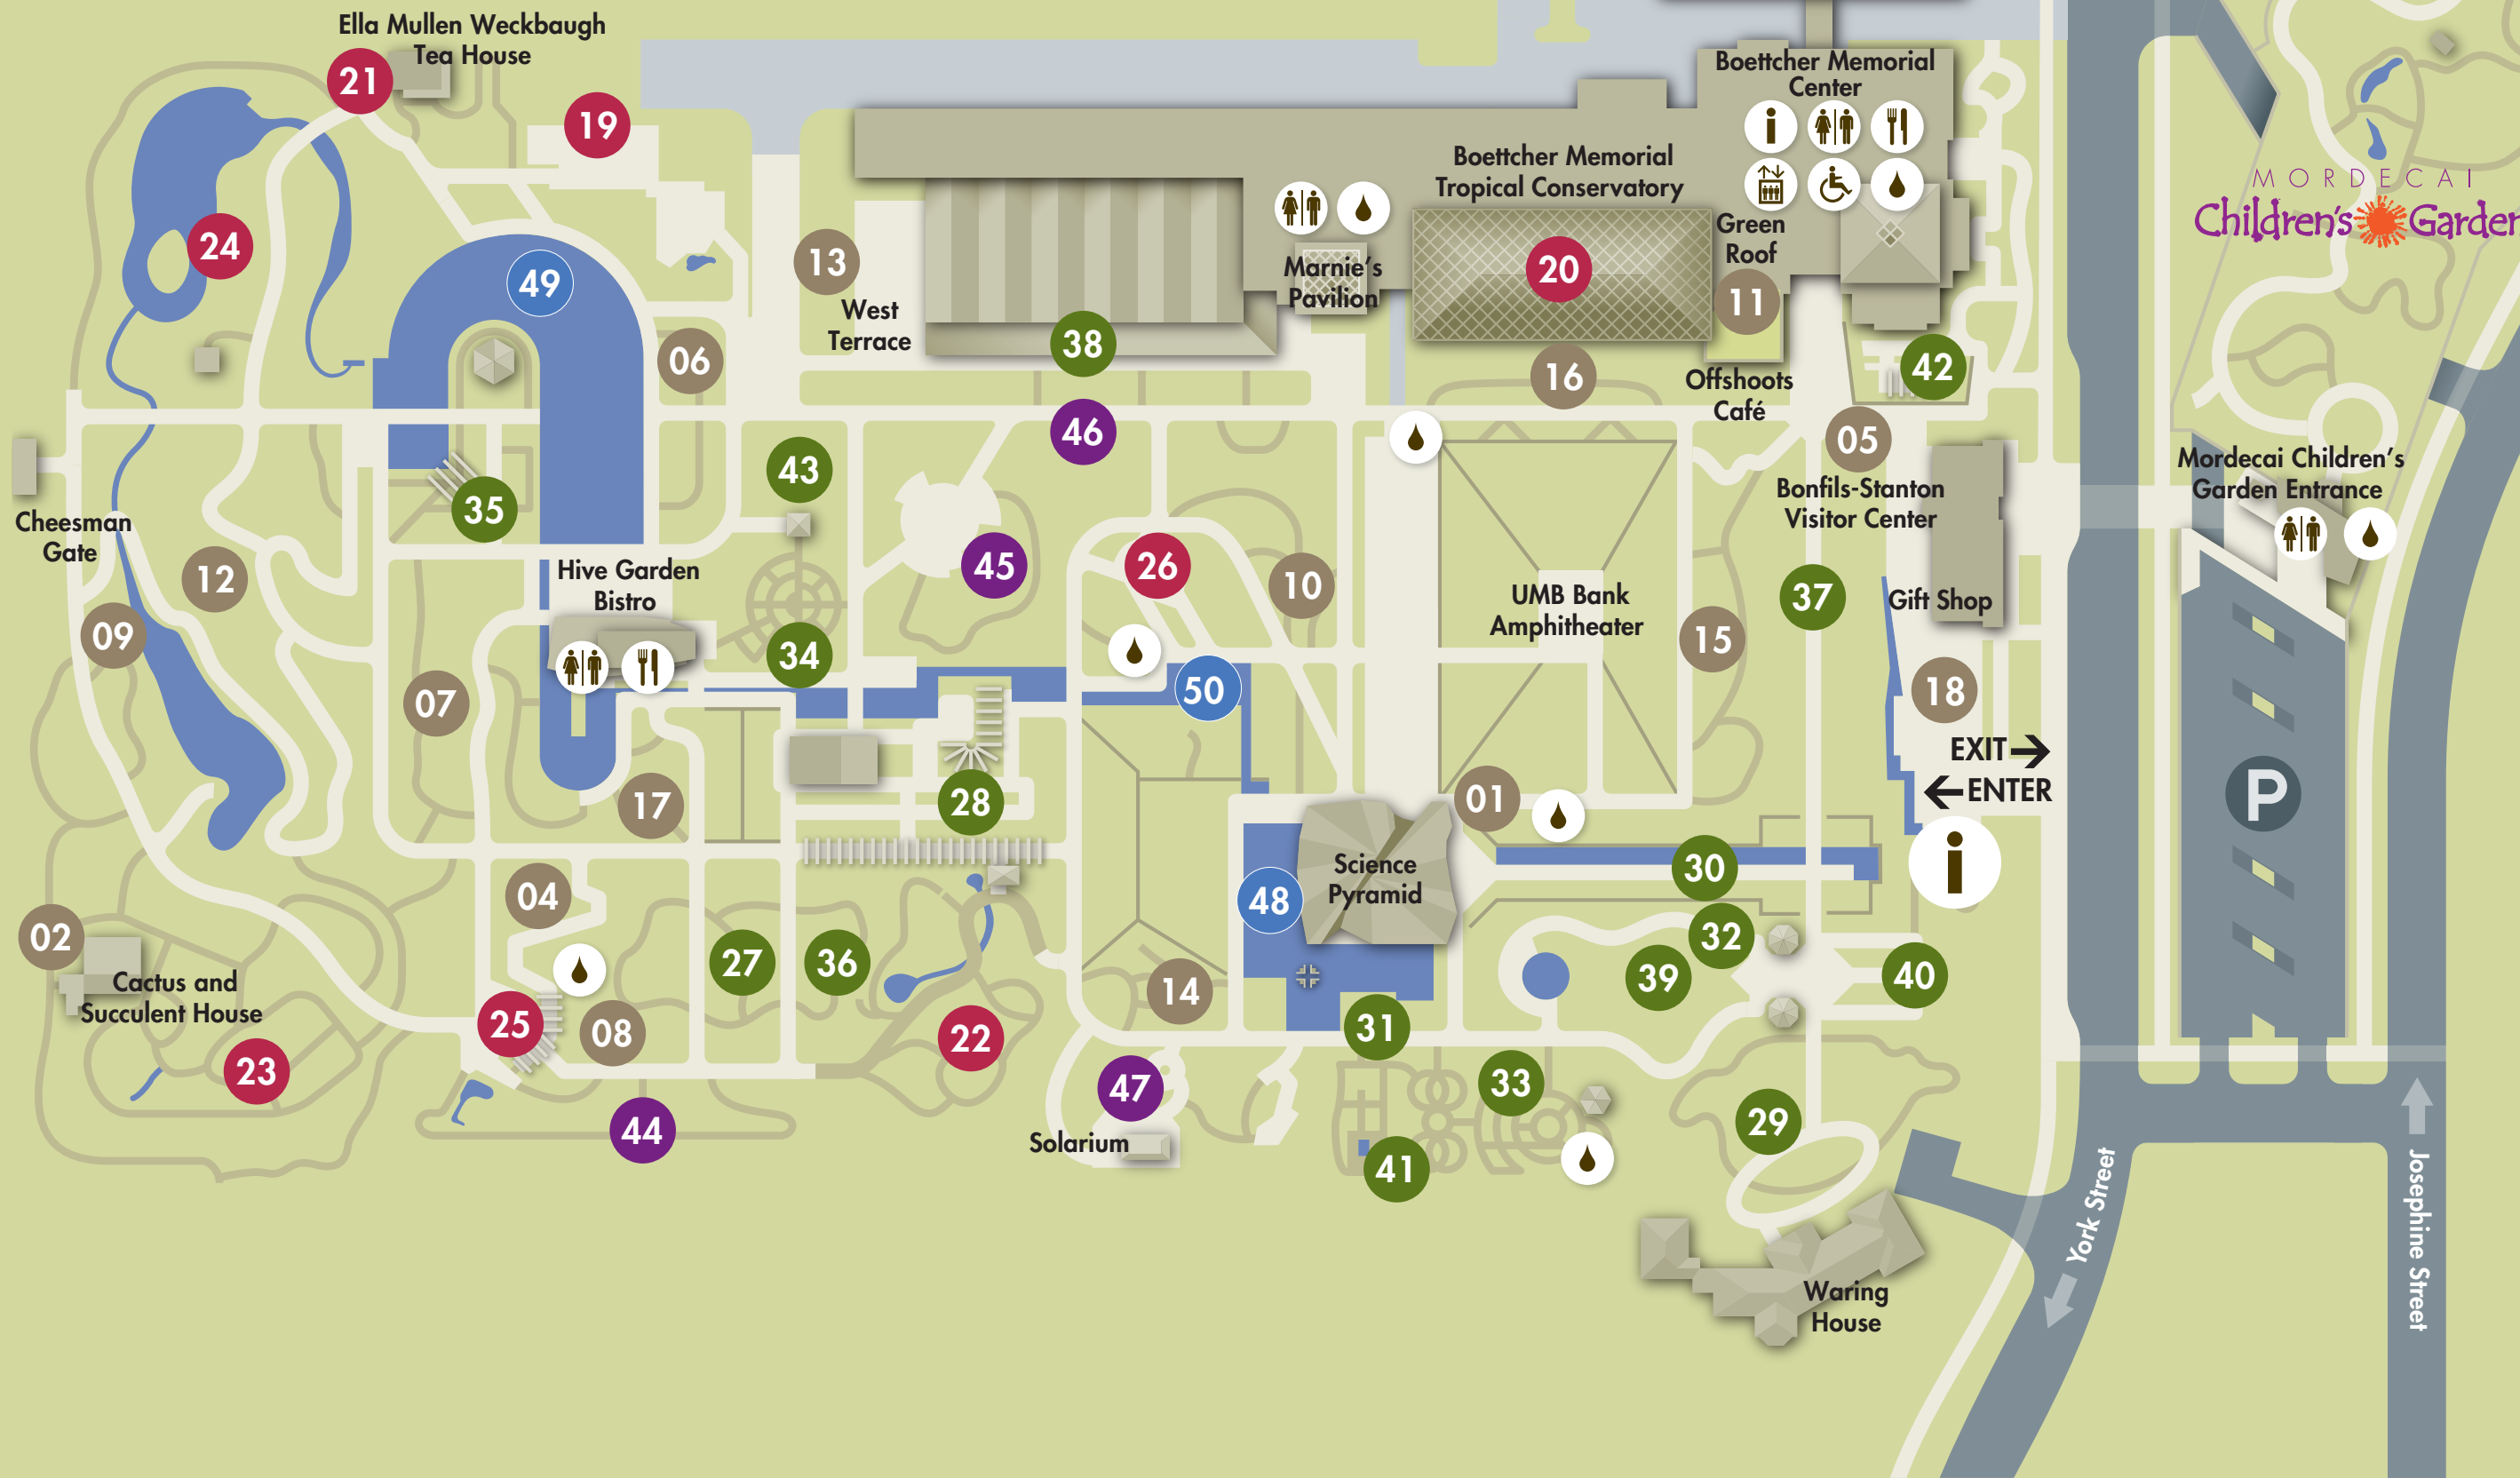 Ella Mullen Weckbaugh
Tea House
21
19
24
49
13
West
Terrace
06
38
Marnie's
Pavilion
Boettcher Memorial
Tropical Conservatory
20
Boettcher Memorial
Center
Green
Roof
11
16
Offshoots
Café
42
MORDECAI
Children's Garden
46
43
35
05
Bonfils-Stanton
Visitor Center
Mordecai Children's
Garden Entrance
Cheesman
Gate
12
09
Hive Garden
Bistro
45
26
10
UMB Bank
Amphitheater
15
37
Gift Shop
34
07
50
18
17
28
01
EXIT
ENTER
P
Science
Pyramid
30
48
04
02
Cactus and
Succulent House
27
36
32
39
40
14
25
08
22
31
23
47
33
44
Solarium
41
29
York Street
Josephine Street
Waring
House